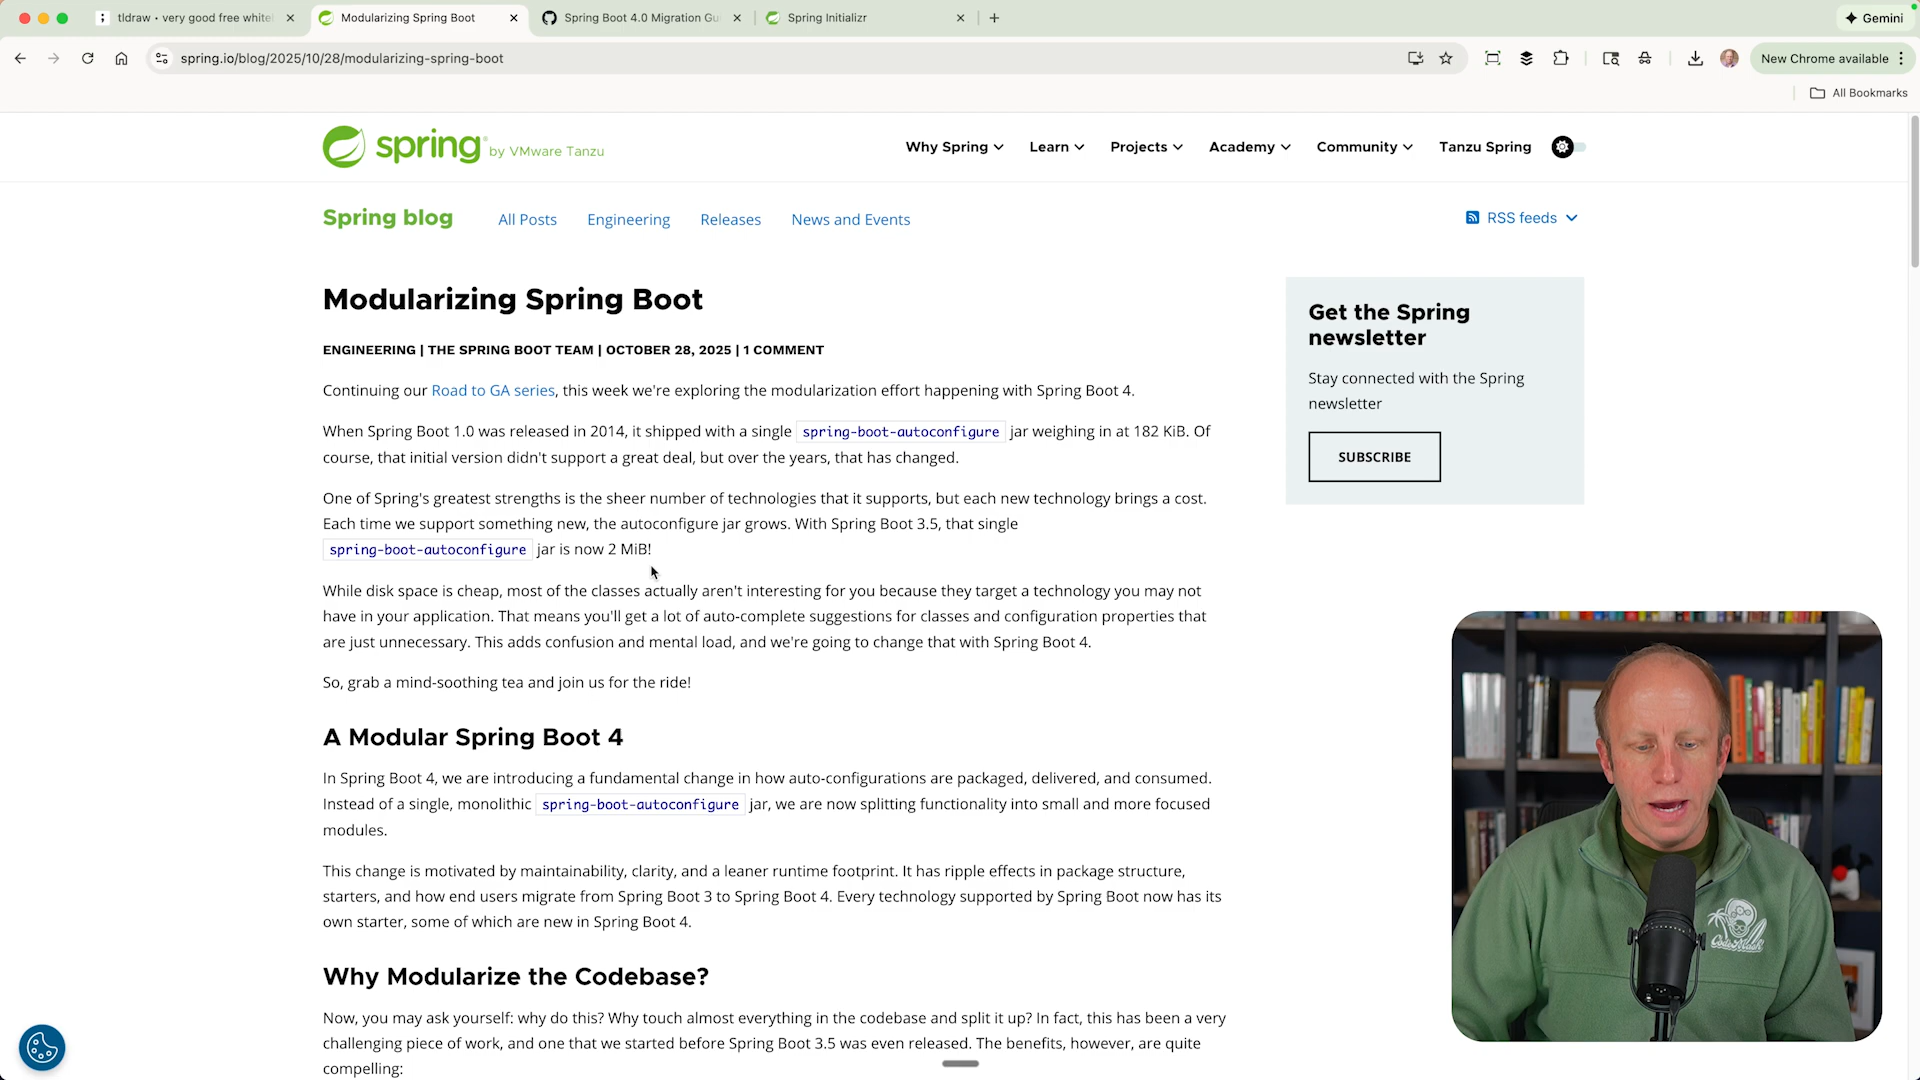 tldraw • very good free white
Modularizing Spring Boot
Spring Boot 4.0 Migration Gu
Spring Initializr
Gemini
spring.io/blog/2025/10/28/modularizing-spring-boot
New Chrome available
All Bookmarks
spring by VMware Tanzu
Why Spring
Learn
Projects
Academy
Community
Tanzu Spring
Spring blog
All Posts
Engineering
Releases
News and Events
RSS feeds
Modularizing Spring Boot
ENGINEERING | THE SPRING BOOT TEAM | OCTOBER 28, 2025 | 1 COMMENT
Continuing our Road to GA series, this week we're exploring the modularization effort happening with Spring Boot 4.
When Spring Boot 1.0 was released in 2014, it shipped with a single spring-boot-autoconfigure jar weighing in at 182 KiB. Of
course, that initial version didn't support a great deal, but over the years, that has changed.
One of Spring's greatest strengths is the sheer number of technologies that it supports, but each new technology brings a cost.
Each time we support something new, the autoconfigure jar grows. With Spring Boot 3.5, that single
spring-boot-autoconfigure jar is now 2 MiB!
While disk space is cheap, most of the classes actually aren't interesting for you because they target a technology you may not
have in your application. That means you'll get a lot of auto-complete suggestions for classes and configuration properties that
are just unnecessary. This adds confusion and mental load, and we're going to change that with Spring Boot 4.
So, grab a mind-soothing tea and join us for the ride!
A Modular Spring Boot 4
In Spring Boot 4, we are introducing a fundamental change in how auto-configurations are packaged, delivered, and consumed.
Instead of a single, monolithic spring-boot-autoconfigure jar, we are now splitting functionality into small and more focused
modules.
This change is motivated by maintainability, clarity, and a leaner runtime footprint. It has ripple effects in package structure,
starters, and how end users migrate from Spring Boot 3 to Spring Boot 4. Every technology supported by Spring Boot now has its
own starter, some of which are new in Spring Boot 4.
Why Modularize the Codebase?
Now, you may ask yourself: why do this? Why touch almost everything in the codebase and split it up? In fact, this has been a very
challenging piece of work, and one that we started before Spring Boot 3.5 was even released. The benefits, however, are quite
compelling:
Get the Spring
newsletter
Stay connected with the Spring
newsletter
SUBSCRIBE
CodeMash